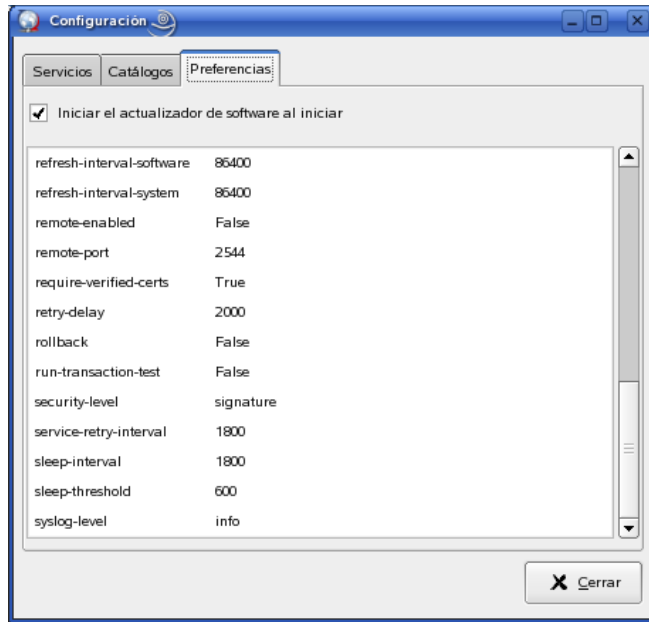 Configuración
Servicios Catálogos Preferencias
Iniciar el actualizador de software al iniciar
refresh-interval-software 86400
refresh-interval-system 86400
remote-enabled False
remote-port 2544
require-verified-certs True
retry-delay 2000
rollback False
run-transaction-test False
security-level signature
service-retry-interval 1800
sleep-interval 1800
sleep-threshold 600
syslog-level info
Cerrar